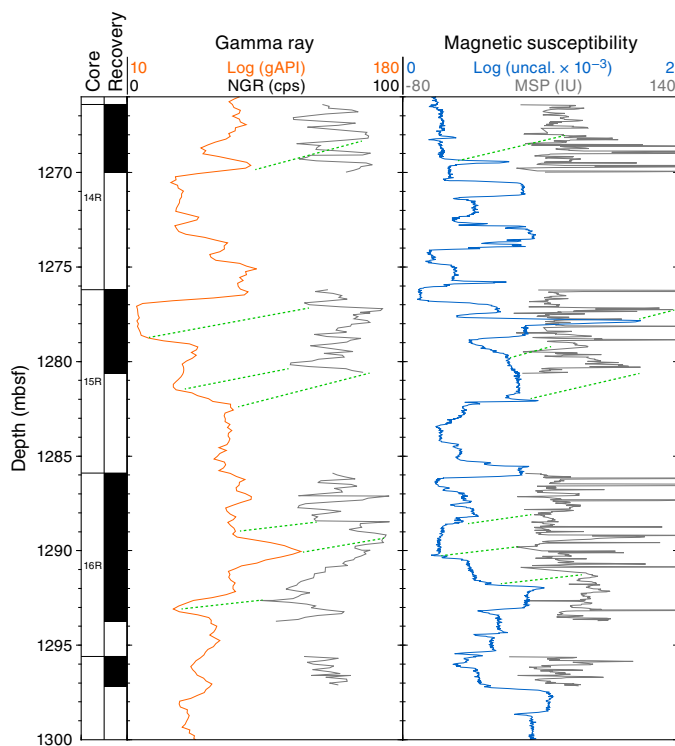 Core
Recovery
Gamma ray
10 Log (gAPI) 180
0 NGR (cps) 100
Magnetic susceptibility
0 Log (uncal. × 10⁻³) 2
-80 MSP (IU) 140
Depth (mbsf)
1270
1275
1280
1285
1290
1295
1300
14R
15R
16R